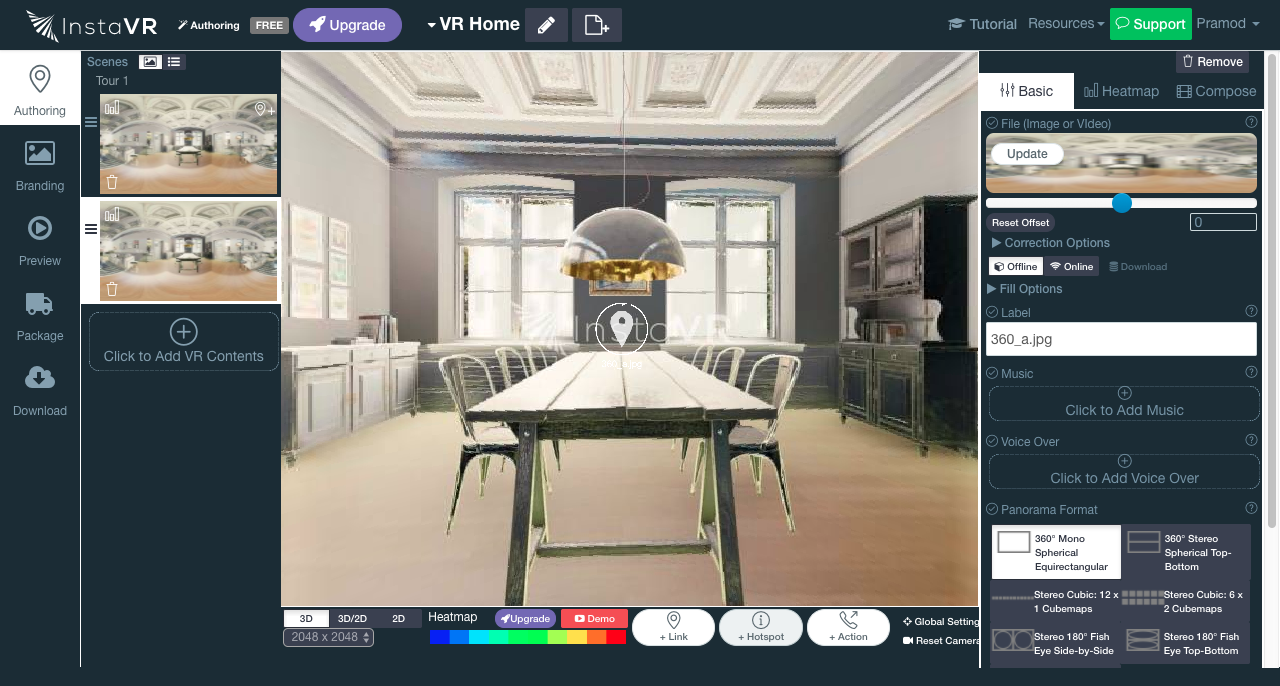 InstaVR
Authoring
FREE
Upgrade
VR Home
Tutorial
Resources
Support
Pramod
Authoring
Branding
Preview
Package
Download
Scenes
Tour 1
Click to Add VR Contents
InstaVR
360_a.jpg
3D
3D/2D
2D
2048 x 2048
Heatmap
Upgrade
Demo
+ Link
+ Hotspot
+ Action
Global Setting
Reset Camera
Remove
Basic
Heatmap
Compose
File (Image or VIdeo)
Update
Reset Offset
0
Correction Options
Offline
Online
Download
Fill Options
Label
360_a.jpg
Music
Click to Add Music
Voice Over
Click to Add Voice Over
Panorama Format
360° Mono
Spherical
Equirectangular
360° Stereo
Spherical Top-
Bottom
Stereo Cubic: 12 x
1 Cubemaps
Stereo Cubic: 6 x
2 Cubemaps
Stereo 180° Fish
Eye Side-by-Side
Stereo 180° Fish
Eye Top-Bottom